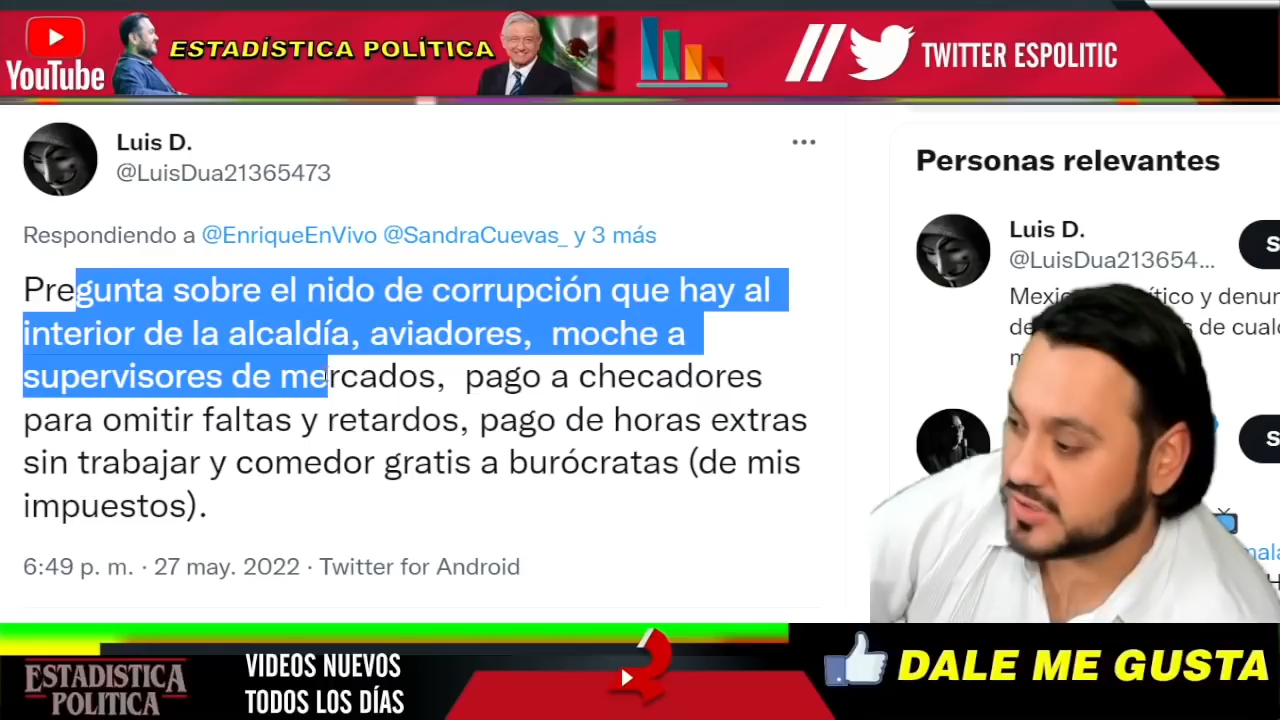 YouTube
ESTADÍSTICA POLÍTICA
TWITTER ESPOLITIC
Luis D.
@LuisDua21365473
Respondiendo a @EnriqueEnVivo @SandraCuevas_ y 3 más
Pregunta sobre el nido de corrupción que hay al
interior de la alcaldía, aviadores,  moche a
supervisores de mercados,  pago a checadores
para omitir faltas y retardos, pago de horas extras
sin trabajar y comedor gratis a burócratas (de mis
impuestos).
6:49 p. m. · 27 may. 2022 · Twitter for Android
Personas relevantes
Luis D.
@LuisDua213654...
S
S
ESTADISTICA
POLÍTICA
VIDEOS NUEVOS
TODOS LOS DÍAS
DALE ME GUSTA